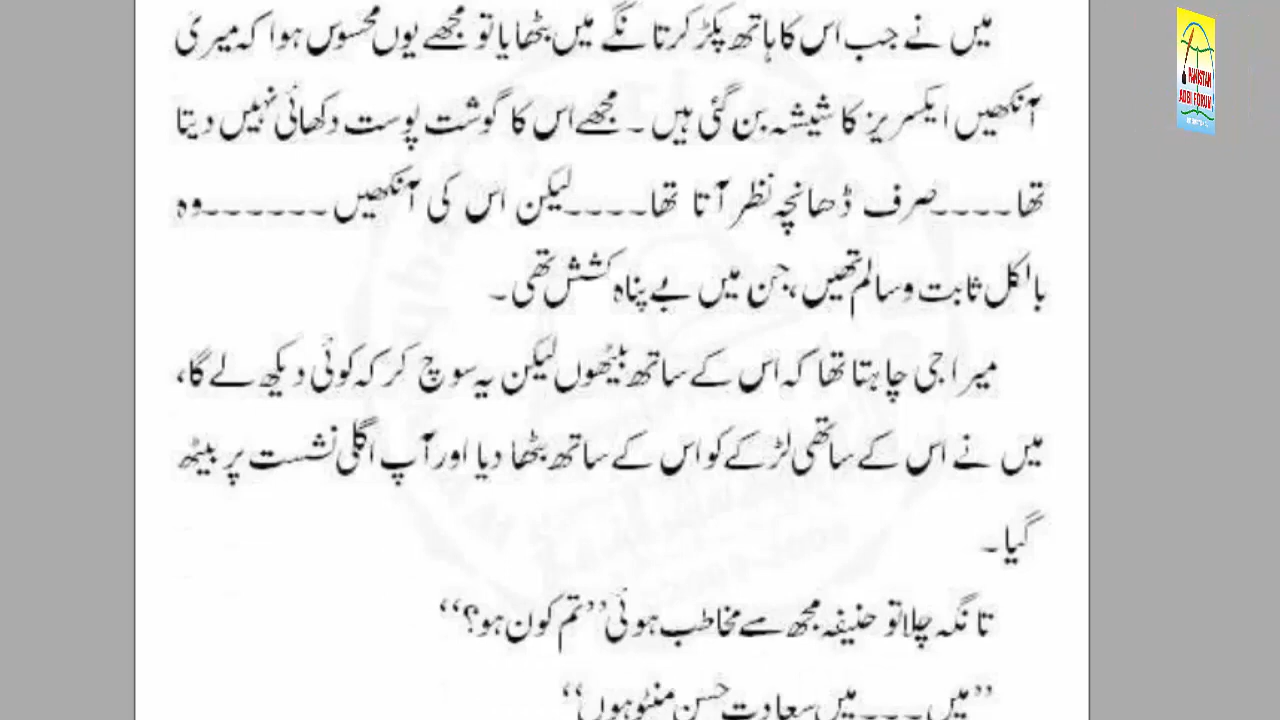 میں نے جب اس کا ہاتھ پکڑ کر تانگے میں بٹھایا تو مجھے یوں محسوس ہوا کہ میری
آنکھیں ایکسریز کا شیشہ بن گئی ہیں۔ مجھے اس کا گوشت پوست دکھائی نہیں دیتا
تھا۔۔۔۔صرف ڈھانچہ نظر آتا تھا۔۔۔۔لیکن اس کی آنکھیں۔۔۔۔۔۔وہ
بالکل ثابت و سالم تھیں، جن میں بے پناہ کشش تھی۔
میرا جی چاہتا تھا کہ اس کے ساتھ بیٹھوں لیکن یہ سوچ کر کہ کوئی دیکھ لے گا،
میں نے اس کے ساتھی لڑکے کو اس کے ساتھ بٹھا دیا اور آپ اگلی نشست پر بیٹھ
گیا۔
تانگہ چلا تو حنیفہ مجھ سے مخاطب ہوئی ’’تم کون ہو؟‘‘
’’میں۔۔۔۔میں سعادت حسن منٹو ہوں‘‘
PAKISTAN
ADBI FORUM